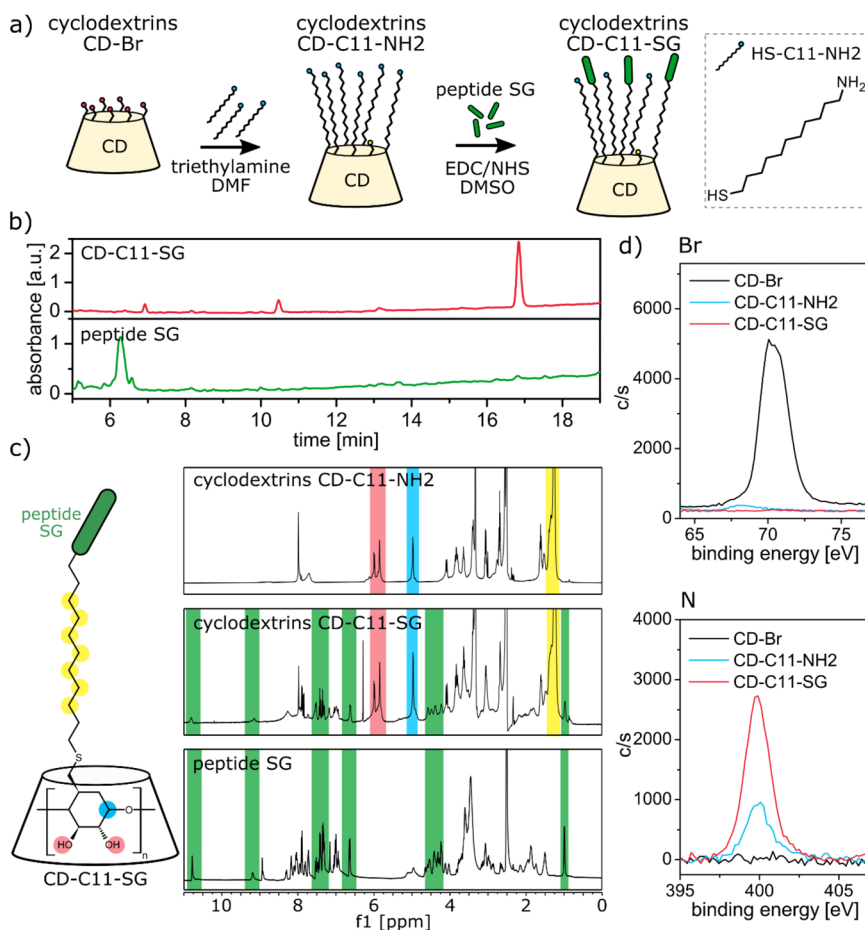 a)
cyclodextrins
CD-Br
CD
triethylamine
DMF
cyclodextrins
CD-C11-NH2
CD
peptide SG
EDC/NHS
DMSO
cyclodextrins
CD-C11-SG
CD
HS-C11-NH2
NH2
HS
b)
absorbance [a.u.]
CD-C11-SG
2
1
0
peptide SG
1
0
6 8 10 12 14 16 18
time [min]
c)
peptide
SG
S
O
HO OH
n
CD-C11-SG
cyclodextrins CD-C11-NH2
cyclodextrins CD-C11-SG
peptide SG
10 8 6 4 2 0
f1 [ppm]
d) Br
CD-Br
CD-C11-NH2
CD-C11-SG
c/s
6000
4000
2000
0
65 70 75
binding energy [eV]
N
CD-Br
CD-C11-NH2
CD-C11-SG
c/s
4000
3000
2000
1000
0
395 400 405
binding energy [eV]